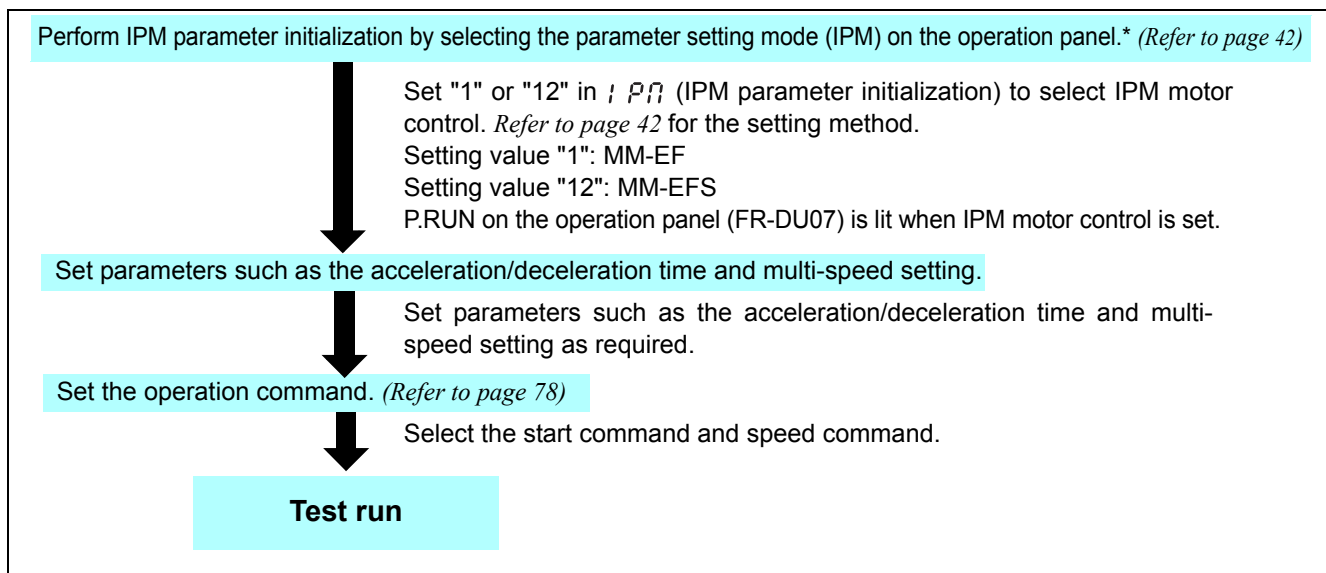 Perform IPM parameter initialization by selecting the parameter setting mode (IPM) on the operation panel.* (Refer to page 42)
Set "1" or "12" in IPM (IPM parameter initialization) to select IPM motor
control. Refer to page 42 for the setting method.
Setting value "1": MM-EF
Setting value "12": MM-EFS
P.RUN on the operation panel (FR-DU07) is lit when IPM motor control is set.
Set parameters such as the acceleration/deceleration time and multi-speed setting.
Set parameters such as the acceleration/deceleration time and multi-
speed setting as required.
Set the operation command. (Refer to page 78)
Select the start command and speed command.
Test run